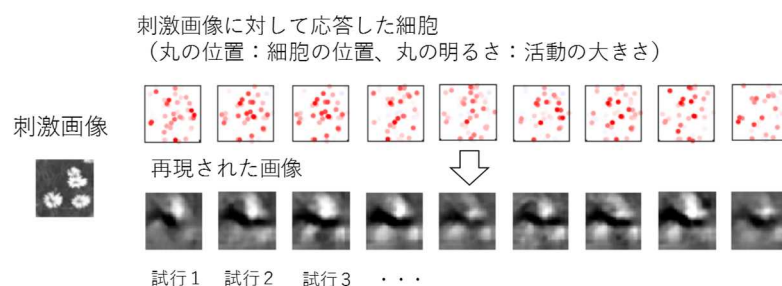 刺激画像に対して応答した細胞
（丸の位置：細胞の位置、丸の明るさ：活動の大きさ）
刺激画像
再現された画像
試行1 試行2 試行3 ・・・